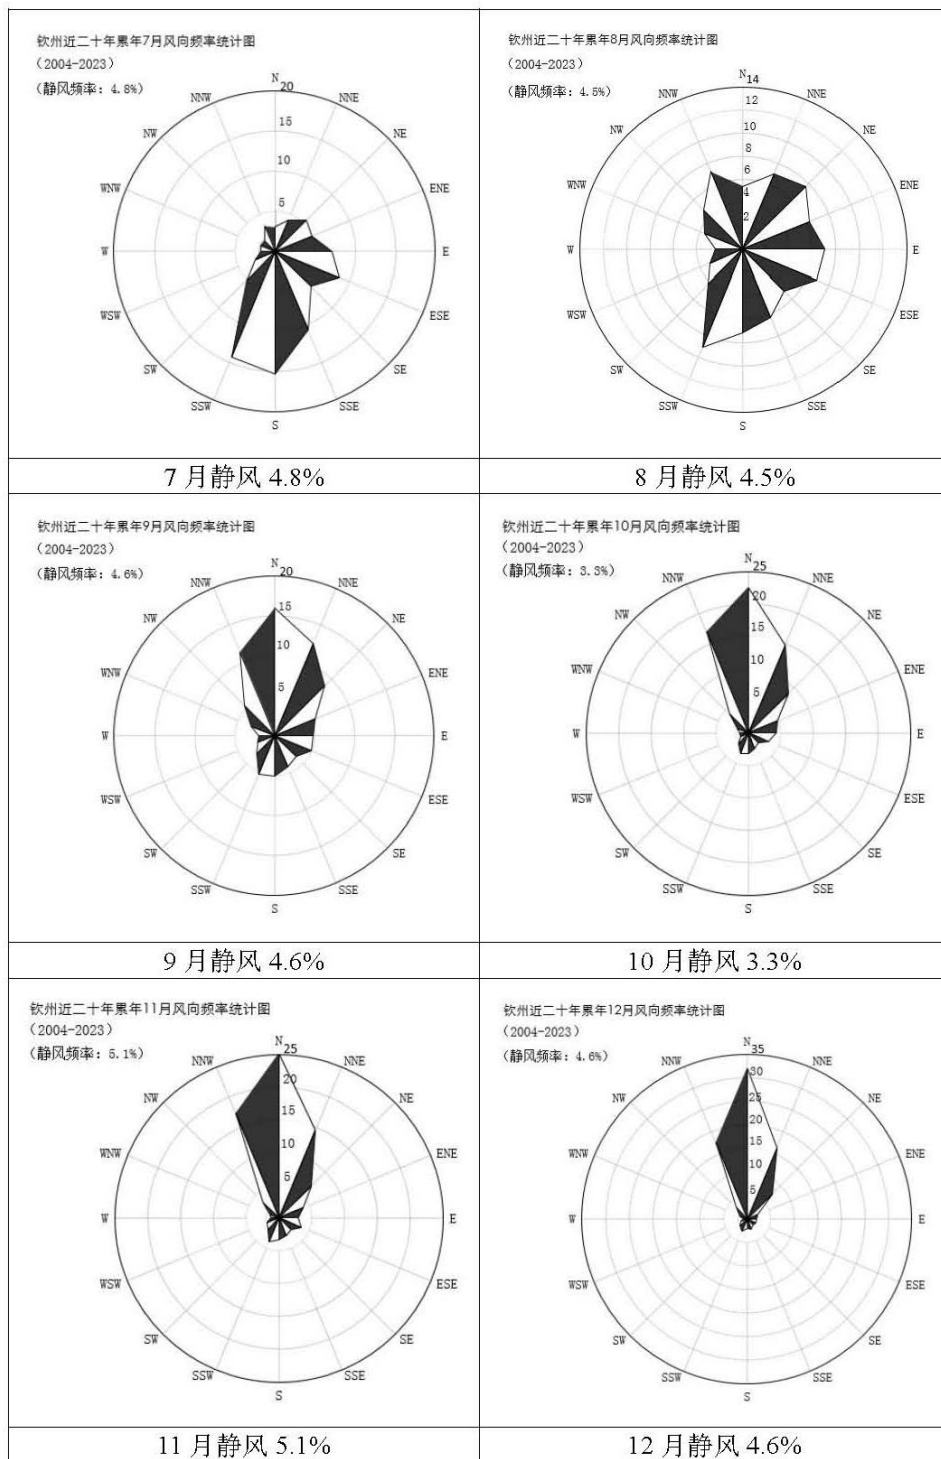 钦州近二十年累年7月风向频率统计图
（2004-2023）
（静风频率: 4.8%）
N
20
NNW
NNE
NW
15
NE
WNW
10
ENE
5
W
E
WSW
ESE
SW
SE
SSW
SSE
S
7 月静风 4.8%
钦州近二十年累年8月风向频率统计图
（2004-2023）
（静风频率: 4.5%）
N
14
NNW
NNE
12
NW
10
NE
8
WNW
6
ENE
4
2
W
E
WSW
ESE
SW
SE
SSW
SSE
S
8 月静风 4.5%
钦州近二十年累年9月风向频率统计图
（2004-2023）
（静风频率: 4.6%）
N
20
NNW
NNE
NW
15
NE
WNW
10
ENE
5
W
E
WSW
ESE
SW
SE
SSW
SSE
S
9 月静风 4.6%
钦州近二十年累年10月风向频率统计图
（2004-2023）
（静风频率: 3.3%）
N
25
NNW
NNE
20
NW
NE
15
WNW
10
ENE
5
W
E
WSW
ESE
SW
SE
SSW
SSE
S
10 月静风 3.3%
钦州近二十年累年11月风向频率统计图
（2004-2023）
（静风频率: 5.1%）
N
25
NNW
NNE
20
NW
NE
15
WNW
10
ENE
5
W
E
WSW
ESE
SW
SE
SSW
SSE
S
11 月静风 5.1%
钦州近二十年累年12月风向频率统计图
（2004-2023）
（静风频率: 4.6%）
N
35
NNW
NNE
30
NW
25
NE
20
WNW
15
ENE
10
5
W
E
WSW
ESE
SW
SE
SSW
SSE
S
12 月静风 4.6%